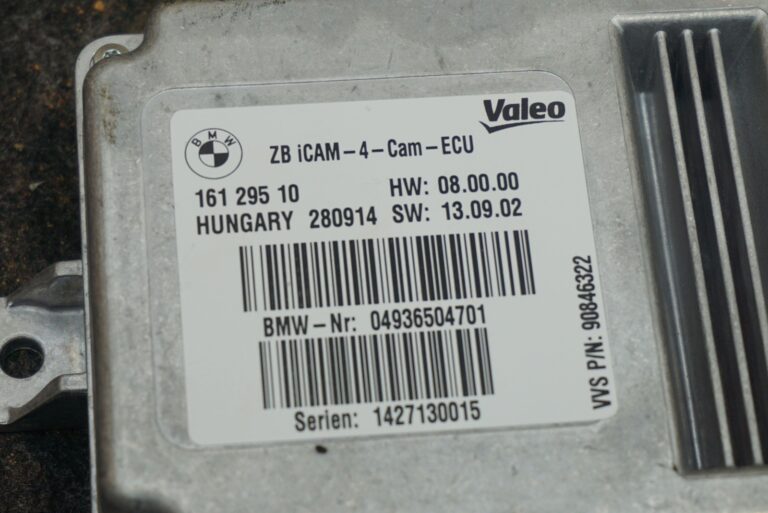 Valeo
BMW
ZB iCAM-4-Cam-ECU
161 295 10 HW: 08.00.00
HUNGARY 280914 SW: 13.09.02
BMW-Nr: 04936504701
Serien: 1427130015
VVS P/N: 90846322